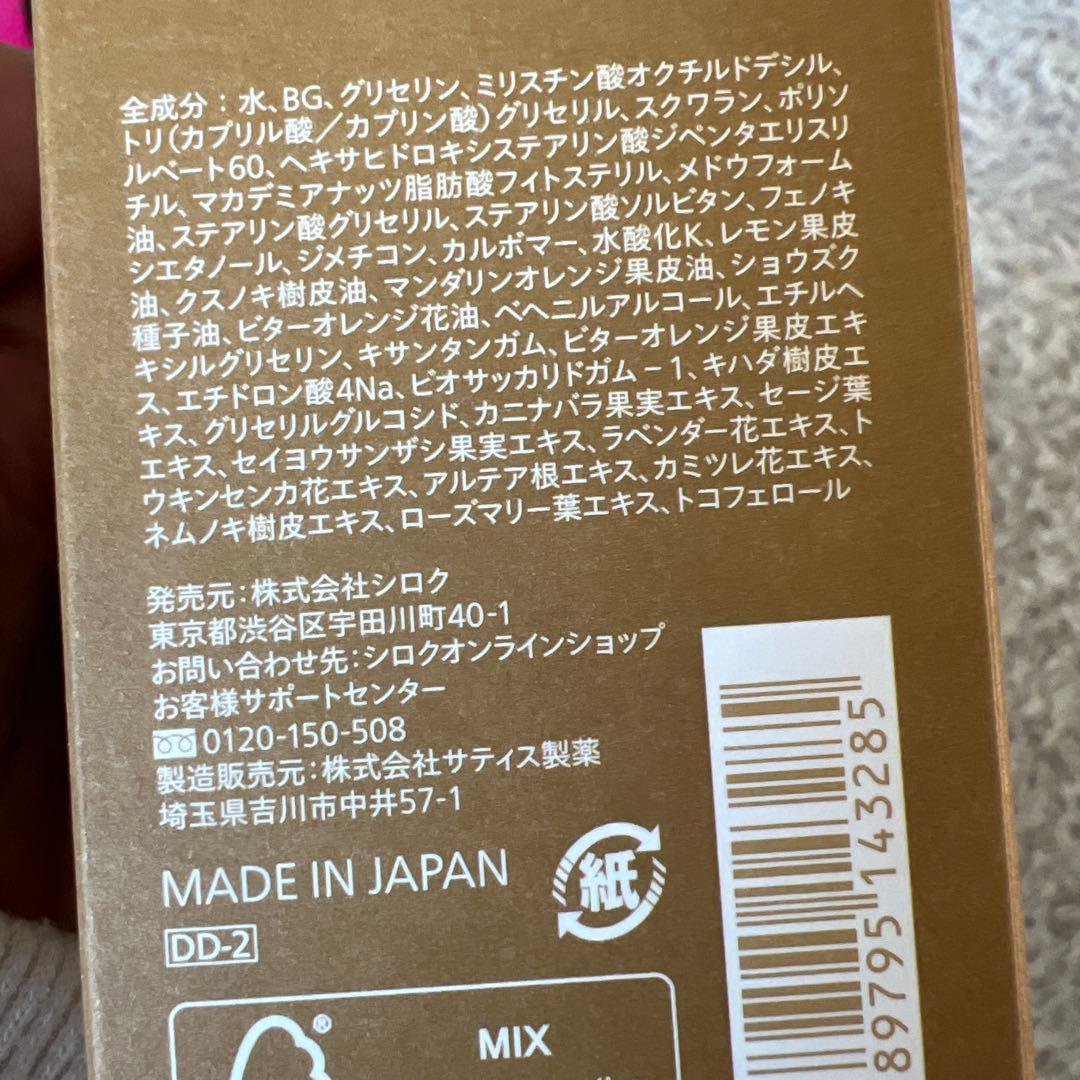 全成分：水、BG、グリセリン、ミリスチン酸オクチルドデシル、
トリ(カプリル酸／カプリン酸)グリセリル、スクワラン、ポリソ
ルベート60、ヘキサヒドロキシステアリン酸ジペンタエリスリ
チル、マカデミアナッツ脂肪酸フィトステリル、メドウフォーム
油、ステアリン酸グリセリル、ステアリン酸ソルビタン、フェノキ
シエタノール、ジメチコン、カルボマー、水酸化K、レモン果皮
油、クスノキ樹皮油、マンダリンオレンジ果皮油、ショウズク
種子油、ビターオレンジ花油、ベヘニルアルコール、エチルヘ
キシルグリセリン、キサンタンガム、ビターオレンジ果皮エキ
ス、エチドロン酸4Na、ビオサッカリドガム－1、キハダ樹皮エ
キス、グリセリルグルコシド、カニナバラ果実エキス、セージ葉
エキス、セイヨウサンザシ果実エキス、ラベンダー花エキス、ト
ウキンセンカ花エキス、アルテア根エキス、カミツレ花エキス、
ネムノキ樹皮エキス、ローズマリー葉エキス、トコフェロール
発売元：株式会社シロク
東京都渋谷区宇田川町40-1
お問い合わせ先：シロクオンラインショップ
お客様サポートセンター
0120-150-508
製造販売元：株式会社サティス製薬
埼玉県吉川市中井57-1
MADE IN JAPAN
紙
DD-2
®
MIX
89795143285